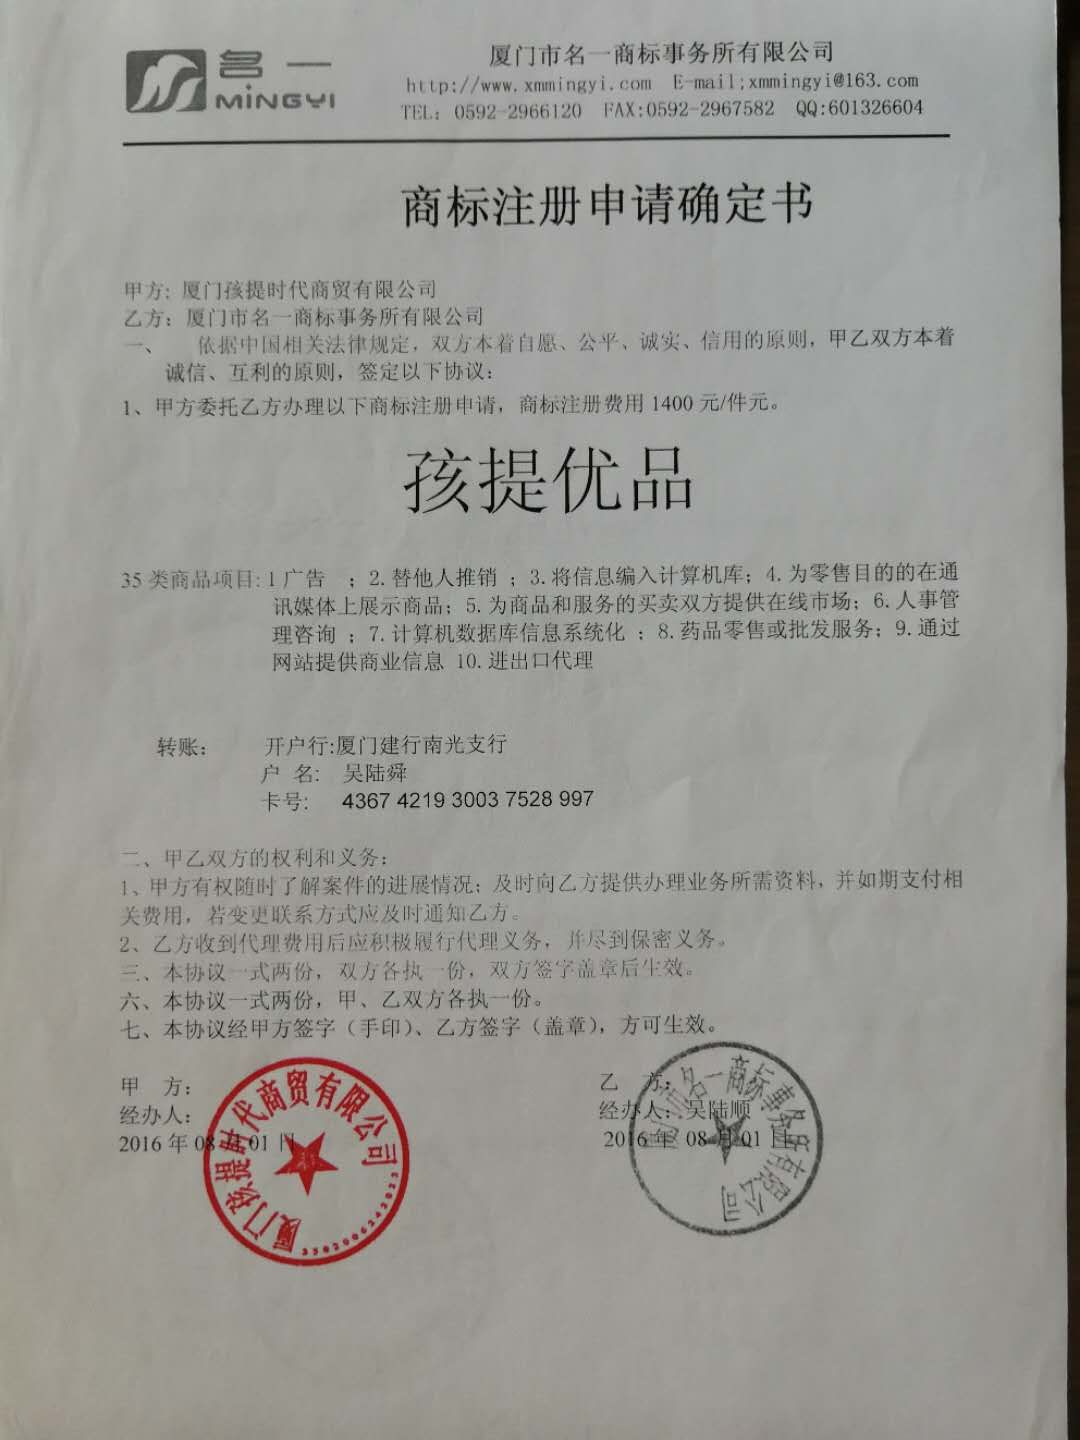 名一
MiNGYI
厦门市名一商标事务所有限公司
http://www.xmmingyi.com E-mail;xmmingyi@163.com
TEL: 0592-2966120 FAX:0592-2967582 QQ:601326604
商标注册申请确定书
甲方: 厦门孩提时代商贸有限公司
乙方: 厦门市名一商标事务所有限公司
一、 依据中国相关法律规定，双方本着自愿、公平、诚实、信用的原则，甲乙双方本着
诚信、互利的原则，签定以下协议:
1、甲方委托乙方办理以下商标注册申请，商标注册费用 1400 元/件元。
孩提优品
35 类商品项目: 1 广告 ；2. 替他人推销 ；3. 将信息编入计算机库；4. 为零售目的的在通
讯媒体上展示商品；5. 为商品和服务的买卖双方提供在线市场；6. 人事管
理咨询 ；7. 计算机数据库信息系统化 ；8. 药品零售或批发服务；9. 通过
网站提供商业信息 10. 进出口代理
转账: 开户行:厦门建行南光支行
户 名: 吴陆舜
卡号: 4367 4219 3003 7528 997
二、甲乙双方的权利和义务:
1、甲方有权随时了解案件的进展情况；及时向乙方提供办理业务所需资料，并如期支付相
关费用，若变更联系方式应及时通知乙方。
2、乙方收到代理费用后应积极履行代理义务，并尽到保密义务。
三、本协议一式两份，双方各执一份，双方签字盖章后生效。
六、本协议一式两份，甲、乙双方各执一份。
七、本协议经甲方签字（手印）、乙方签字（盖章），方可生效。
甲 方:
经办人:
2016 年 08 月 01 日
厦门孩提时代商贸有限公司
乙 方:
经办人: 吴陆顺
2016 年 08 月 01 日
厦门市名一商标事务所有限公司